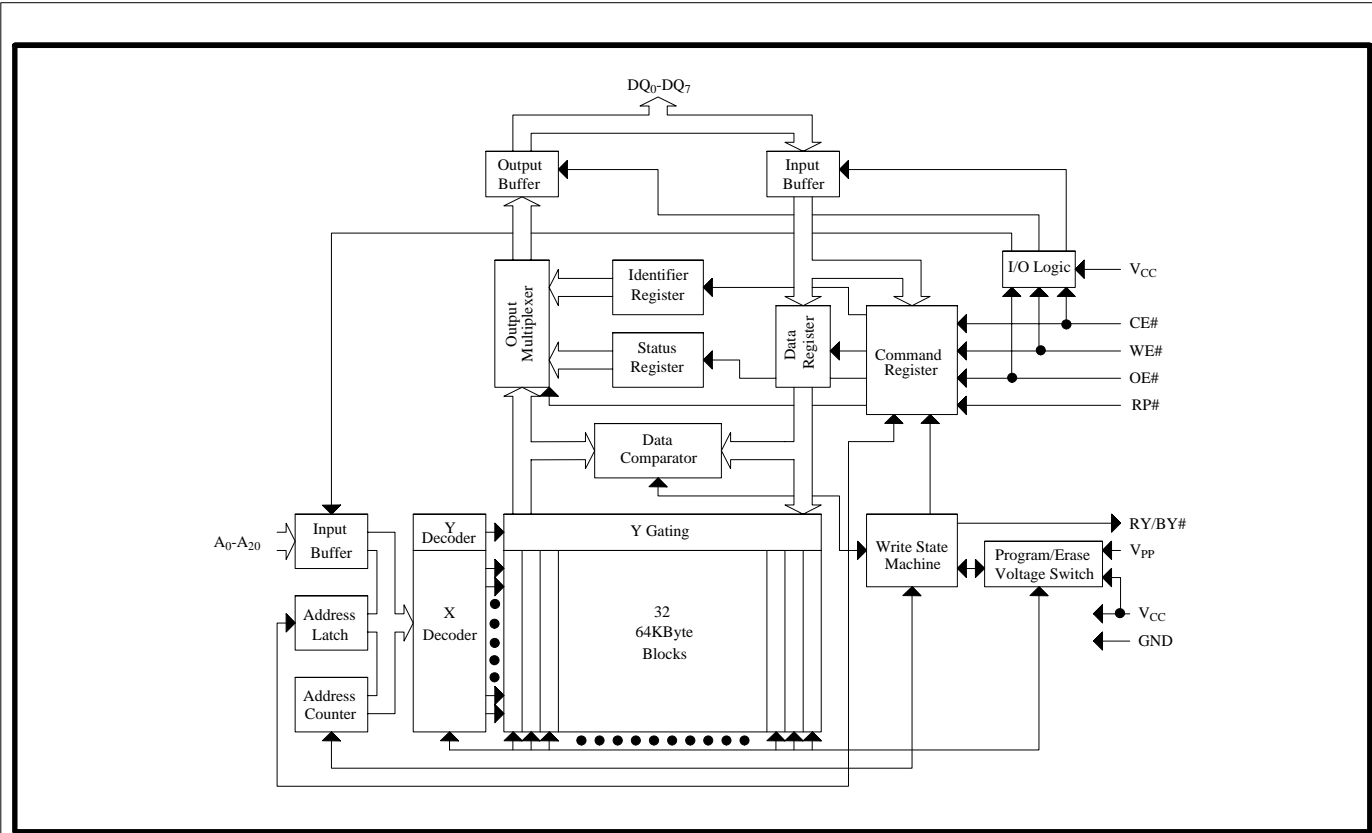 DQ0-DQ7
Output
Buffer
Input
Buffer
I/O Logic
VCC
Identifier
Register
Output
Multiplexer
Status
Register
Data
Register
Command
Register
CE#
WE#
OE#
RP#
Data
Comparator
A0-A20
Input
Buffer
Y
Decoder
Y Gating
Write State
Machine
RY/BY#
Program/Erase
Voltage Switch
VPP
VCC
GND
Address
Latch
X
Decoder
32
64KByte
Blocks
Address
Counter